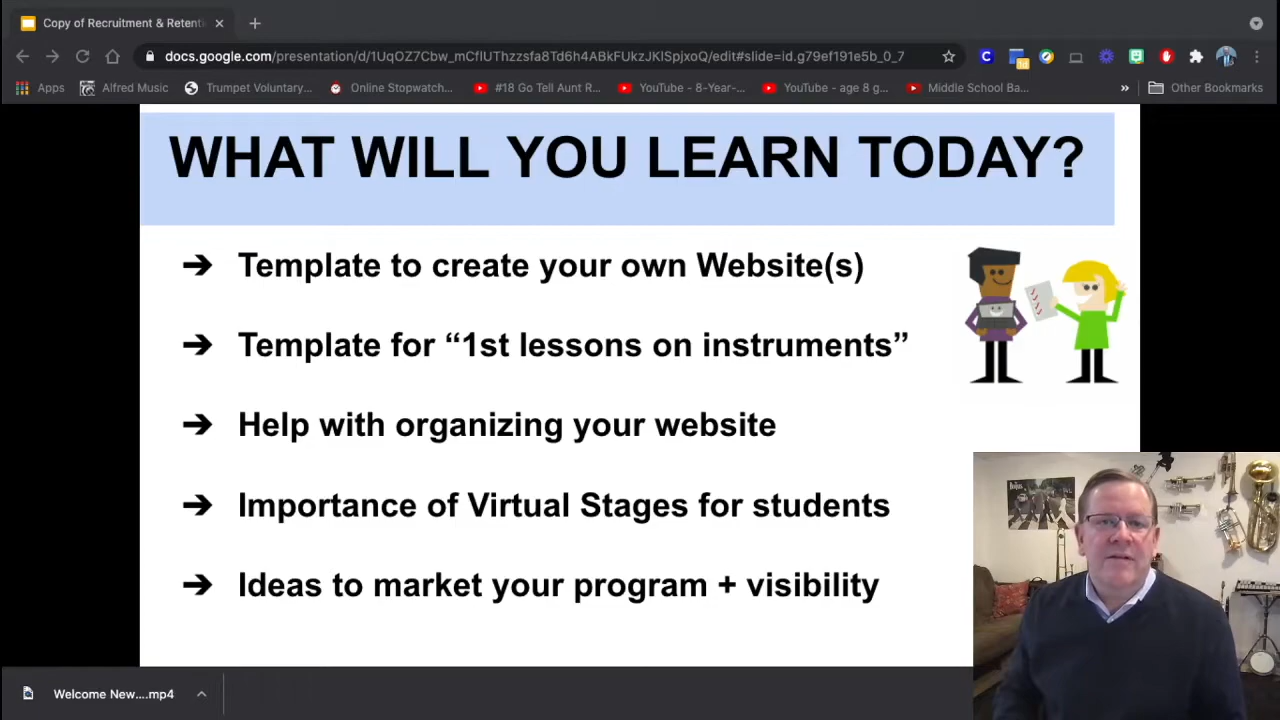 Copy of Recruitment & Retenti
docs.google.com/presentation/d/1UqOZ7Cbw_mCflUThzzsfa8Td6h4ABkFUkzJKlSpjxoQ/edit#slide=id.g79ef191e5b_0_7
Apps Alfred Music Trumpet Voluntary... Online Stopwatch... #18 Go Tell Aunt R... YouTube - 8-Year-... YouTube - age 8 g... Middle School Ba... » Other Bookmarks
WHAT WILL YOU LEARN TODAY?
➔ Template to create your own Website(s)
➔ Template for “1st lessons on instruments”
➔ Help with organizing your website
➔ Importance of Virtual Stages for students
➔ Ideas to market your program + visibility
Welcome New....mp4